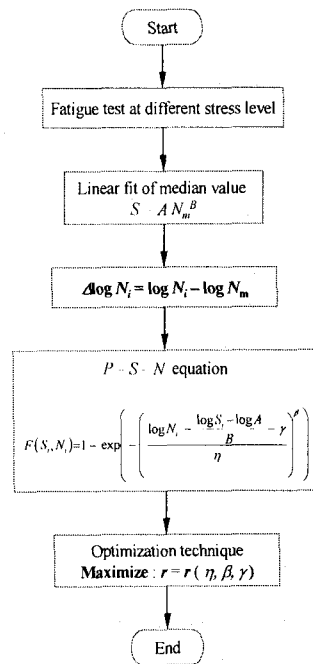 Start
Fatigue test at different stress level
Linear fit of median value
S - A N_m^B
Δlog N_i = log N_i − log N_m
P - S - N equation
F(S_i, N_i)=1 − exp(−((log N_i − (log S_i − log A)/B − γ)/η)^β)
Optimization technique
Maximize : r = r( η, β, γ)
End